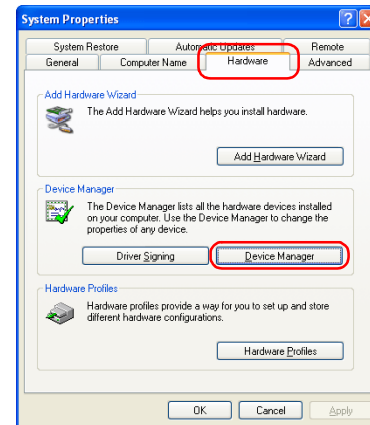 System Properties
System Restore Automatic Updates Remote
General Computer Name Hardware Advanced
Add Hardware Wizard
The Add Hardware Wizard helps you install hardware.
Add Hardware Wizard
Device Manager
The Device Manager lists all the hardware devices installed
on your computer. Use the Device Manager to change the
properties of any device.
Driver Signing Device Manager
Hardware Profiles
Hardware profiles provide a way for you to set up and store
different hardware configurations.
Hardware Profiles
OK Cancel Apply